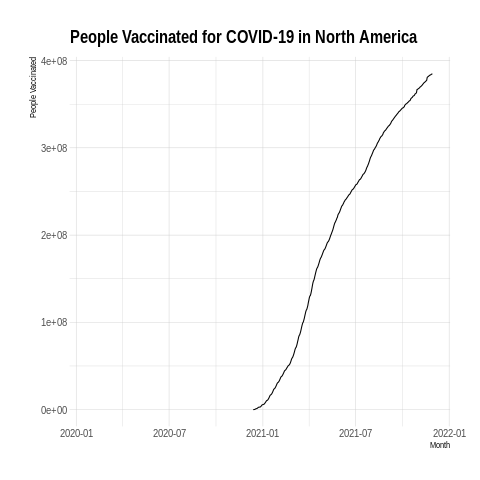 People Vaccinated for COVID-19 in North America
People Vaccinated
4e+08
3e+08
2e+08
1e+08
0e+00
2020-01 2020-07 2021-01 2021-07 2022-01
Month